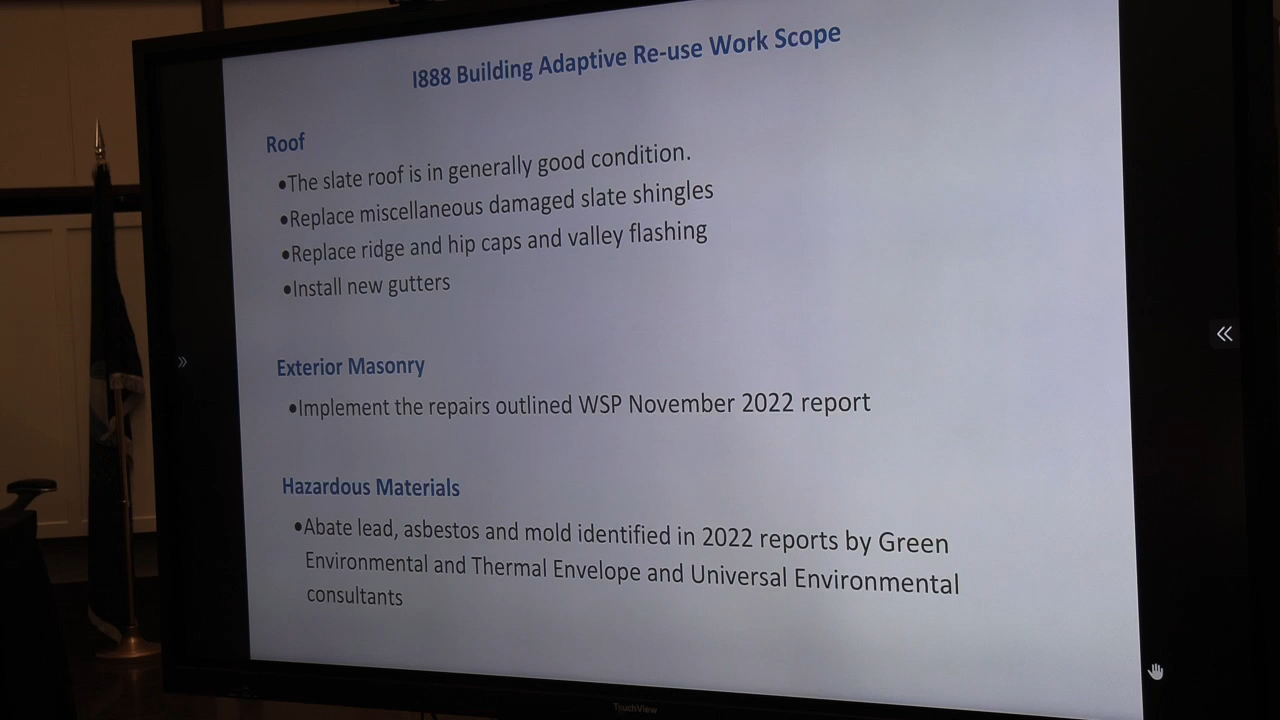 I888 Building Adaptive Re-use Work Scope
Roof
•The slate roof is in generally good condition.
•Replace miscellaneous damaged slate shingles
•Replace ridge and hip caps and valley flashing
•Install new gutters
Exterior Masonry
•Implement the repairs outlined WSP November 2022 report
Hazardous Materials
•Abate lead, asbestos and mold identified in 2022 reports by Green
Environmental and Thermal Envelope and Universal Environmental
consultants
TouchView